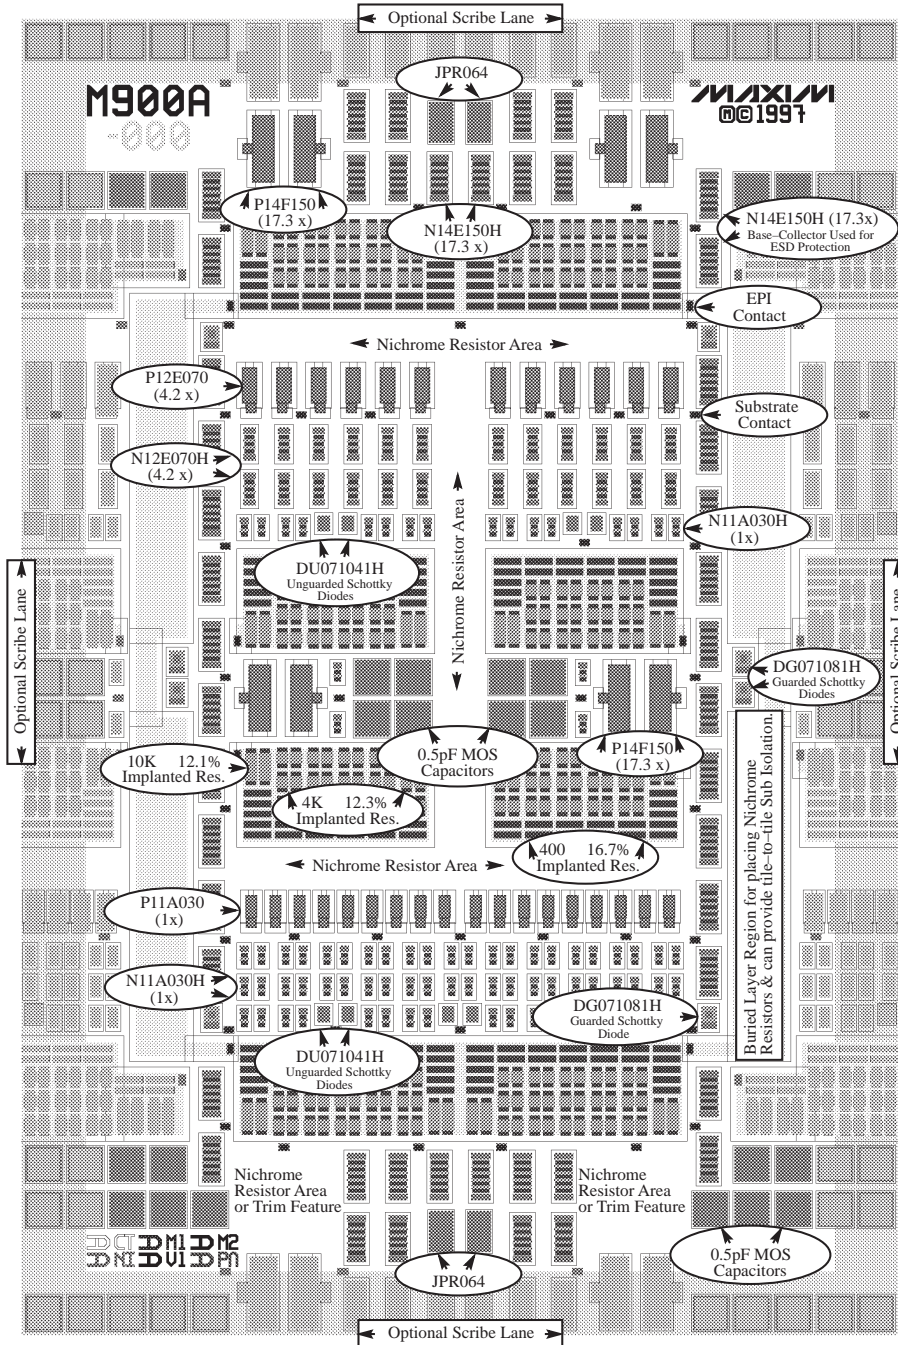 Optional Scribe Lane
JPR064
M900A
-000
MAXIM
Ⓜ©1997
P14F150
(17.3 x)
N14E150H
(17.3 x)
N14E150H (17.3x)
Base–Collector Used for
ESD Protection
EPI
Contact
Nichrome Resistor Area
P12E070
(4.2 x)
Substrate
Contact
N12E070H
(4.2 x)
Nichrome Resistor Area
N11A030H
(1x)
DU071041H
Unguarded Schottky
Diodes
Optional Scribe Lane
Optional Scribe Lane
DG071081H
Guarded Schottky
Diodes
10K 12.1%
Implanted Res.
0.5pF MOS
Capacitors
P14F150
(17.3 x)
4K 12.3%
Implanted Res.
400 16.7%
Implanted Res.
Nichrome Resistor Area
Buried Layer Region for placing Nichrome
Resistors & can provide tile–to–tile Sub Isolation.
P11A030
(1x)
N11A030H
(1x)
DG071081H
Guarded Schottky
Diode
DU071041H
Unguarded Schottky
Diodes
Nichrome
Resistor Area
or Trim Feature
Nichrome
Resistor Area
or Trim Feature
CT M1 M2
NI V1 PN
0.5pF MOS
Capacitors
JPR064
Optional Scribe Lane